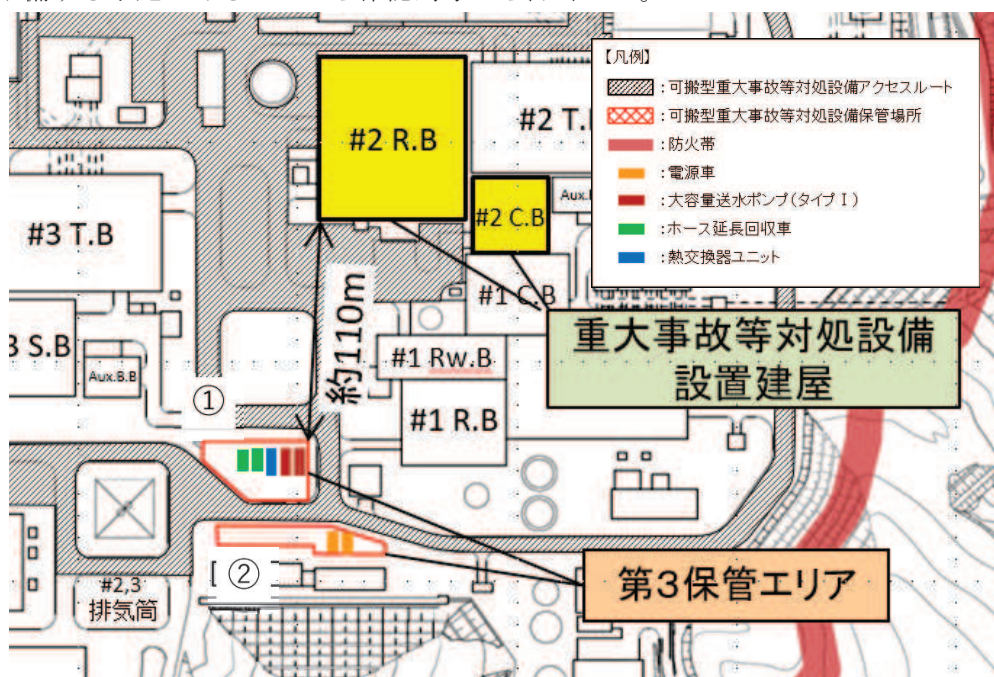 #2 R.B
#2 T.
#2 C.B
Aux.
#3 T.B
#1 C.B
約110m
3 S.B
Aux.B.B
#1 Rw.B
#1 R.B
①
②
#2,3
排気筒
【凡例】
:可搬型重大事故等対処設備アクセスルート
:可搬型重大事故等対処設備保管場所
:防火帯
:電源車
:大容量送水ポンプ(タイプⅠ)
:ホース延長回収車
:熱交換器ユニット
重大事故等対処設備
設置建屋
第3保管エリア